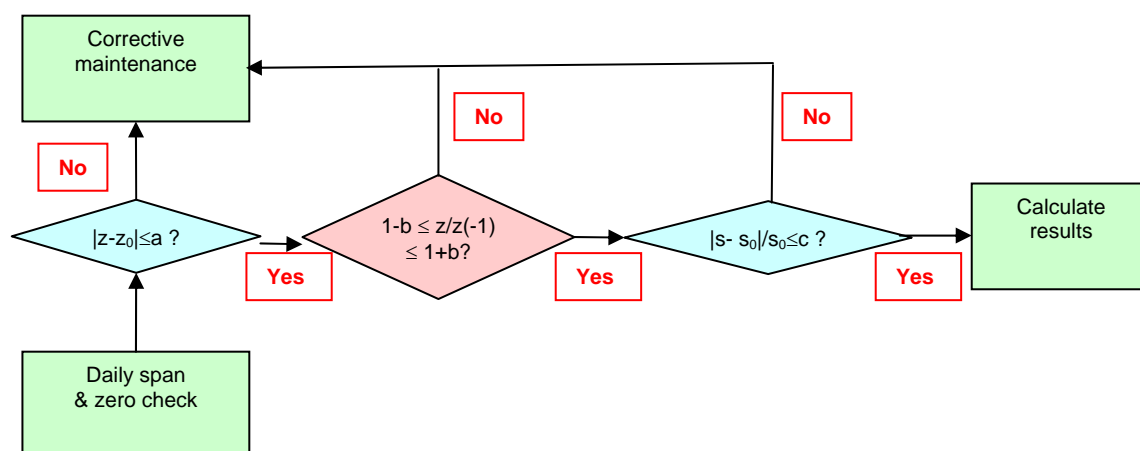 Corrective
maintenance
No
No
No
|z-z₀|≤a ?
Yes
1-b ≤ z/z(-1)
≤ 1+b?
Yes
|s- s₀|/s₀≤c ?
Yes
Calculate
results
Daily span
& zero check